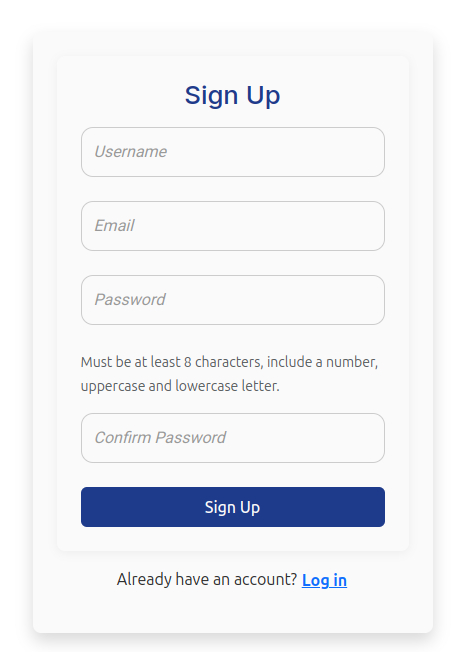 Sign Up
Username
Email
Password
Must be at least 8 characters, include a number,
uppercase and lowercase letter.
Confirm Password
Sign Up
Already have an account? Log in